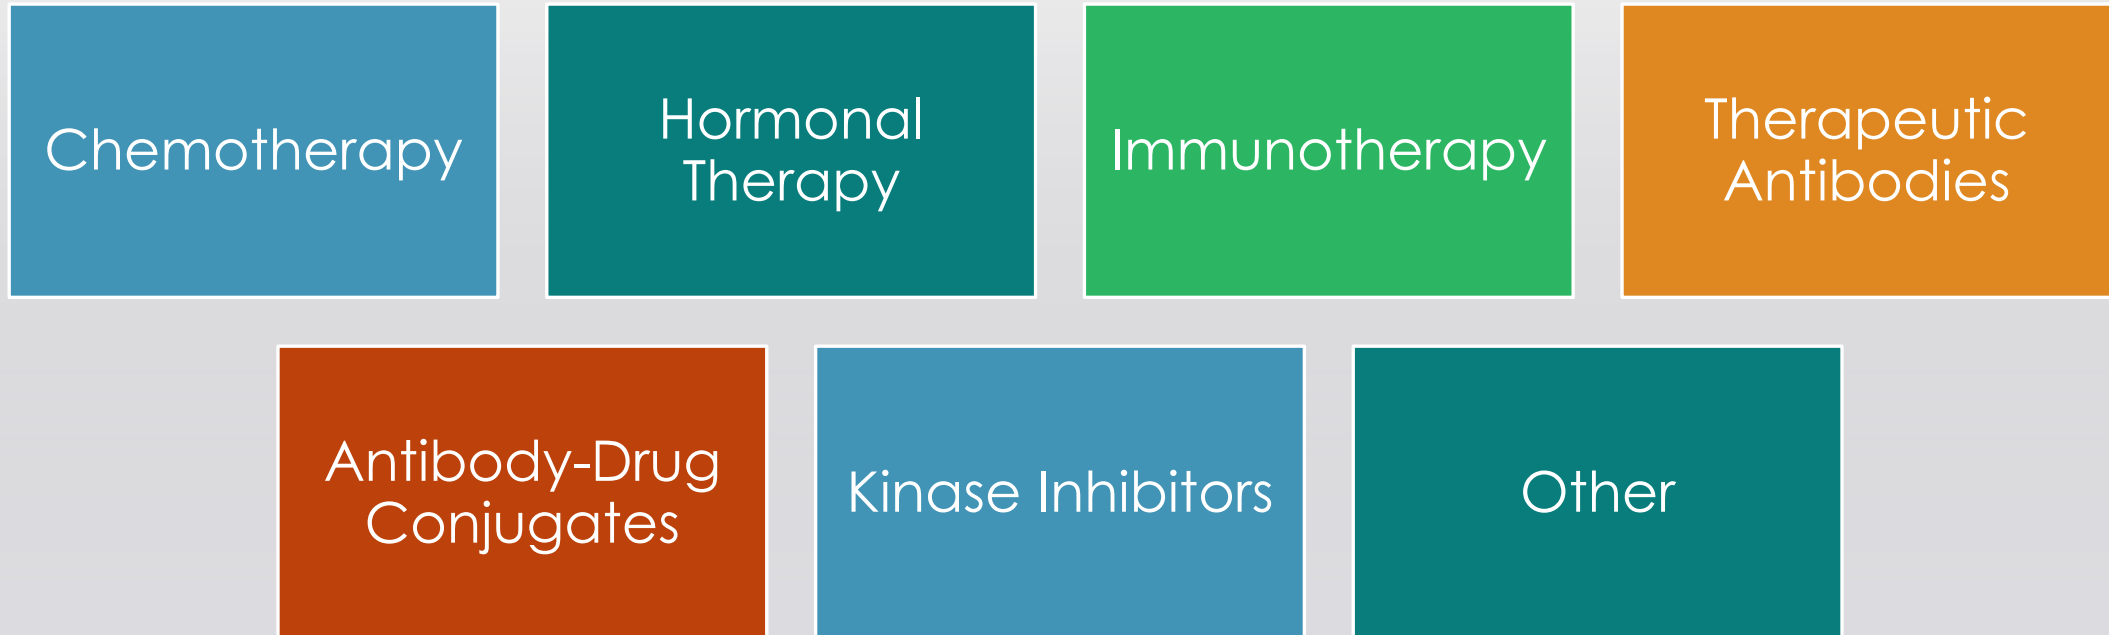 Chemotherapy
Hormonal
Therapy
Immunotherapy
Therapeutic
Antibodies
Antibody-Drug
Conjugates
Kinase Inhibitors
Other